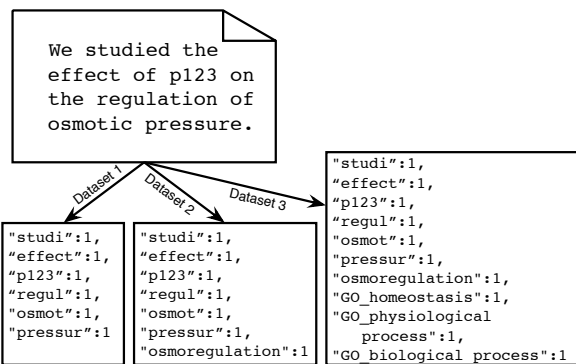 We studied the
effect of p123 on
the regulation of
osmotic pressure.
Dataset 1
Dataset 2
Dataset 3
"studi":1,
“effect":1,
“p123":1,
“regul":1,
"osmot":1,
"pressur":1
"studi":1,
“effect":1,
“p123":1,
“regul":1,
"osmot":1,
"pressur":1,
"osmoregulation":1
"studi":1,
“effect":1,
“p123":1,
“regul":1,
"osmot":1,
"pressur":1,
"osmoregulation":1,
"GO_homeostasis":1,
"GO_physiological
process":1,
"GO_biological process":1